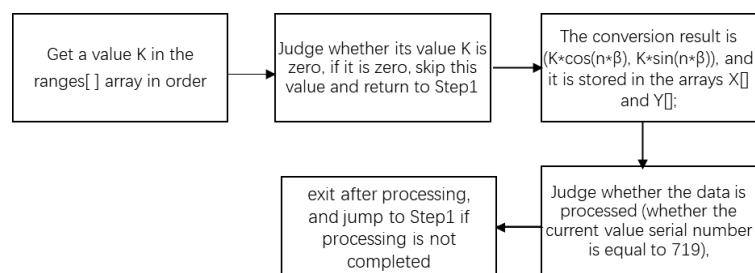 Get a value K in the
ranges[ ] array in order
Judge whether its value K is
zero, if it is zero, skip this
value and return to Step1
The conversion result is
(K*cos(n*β), K*sin(n*β)), and
it is stored in the arrays X[]
and Y[];
Judge whether the data is
processed (whether the
current value serial number
is equal to 719),
exit after processing,
and jump to Step1 if
processing is not
completed